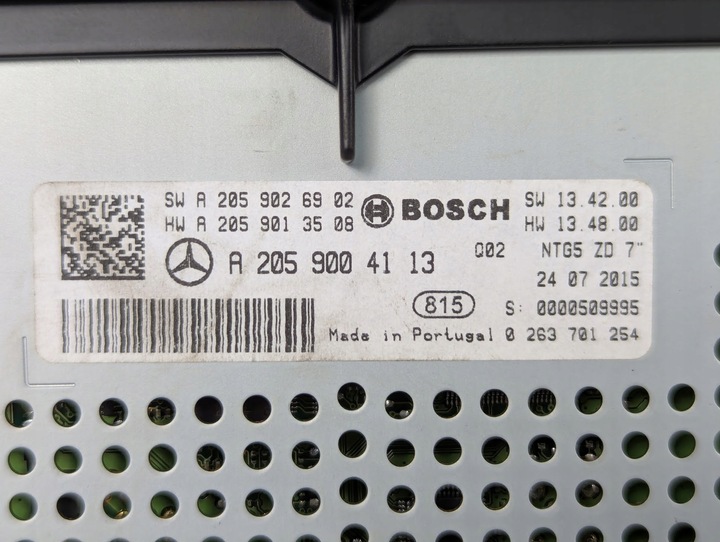 SW A 205 902 69 02
HW A 205 901 35 08
BOSCH
SW 13.42.00
HW 13.48.00
A 205 900 41 13
Q02 NTG5 ZD 7"
24 07 2015
815
S: 0000509995
Made in Portugal 0 263 701 254